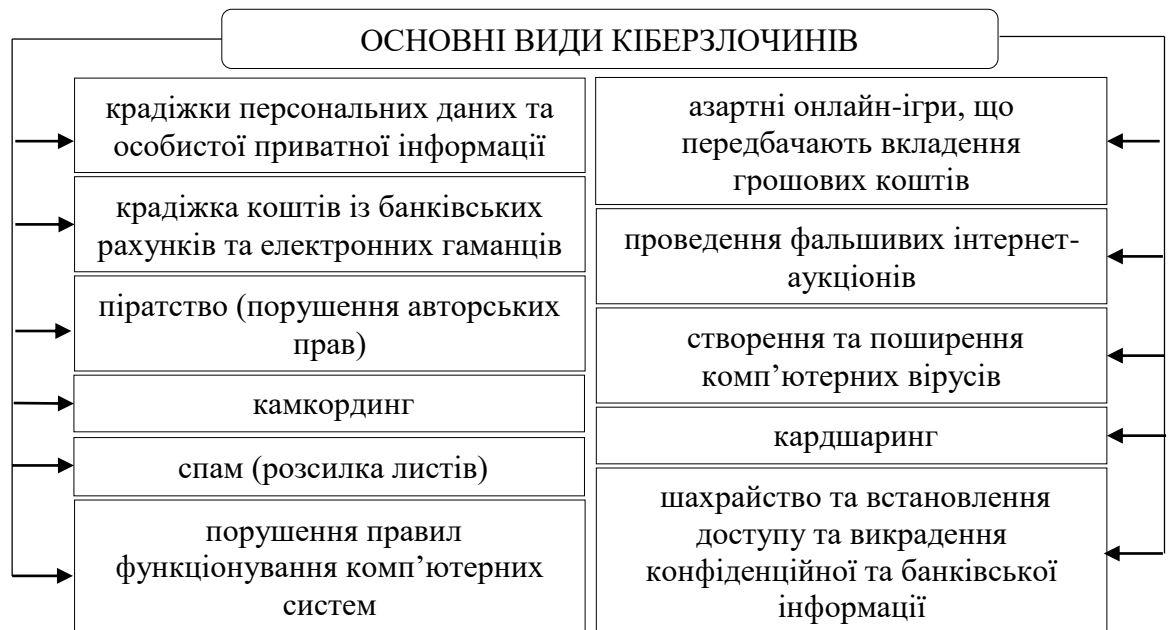 ОСНОВНІ ВИДИ КІБЕРЗЛОЧИНІВ
крадіжки персональних даних та
особистої приватної інформації
крадіжка коштів із банківських
рахунків та електронних гаманців
піратство (порушення авторських
прав)
камкординг
спам (розсилка листів)
порушення правил
функціонування комп’ютерних
систем
азартні онлайн-ігри, що
передбачають вкладення
грошових коштів
проведення фальшивих інтернет-
аукціонів
створення та поширення
комп’ютерних вірусів
кардшаринг
шахрайство та встановлення
доступу та викрадення
конфіденційної та банківської
інформації